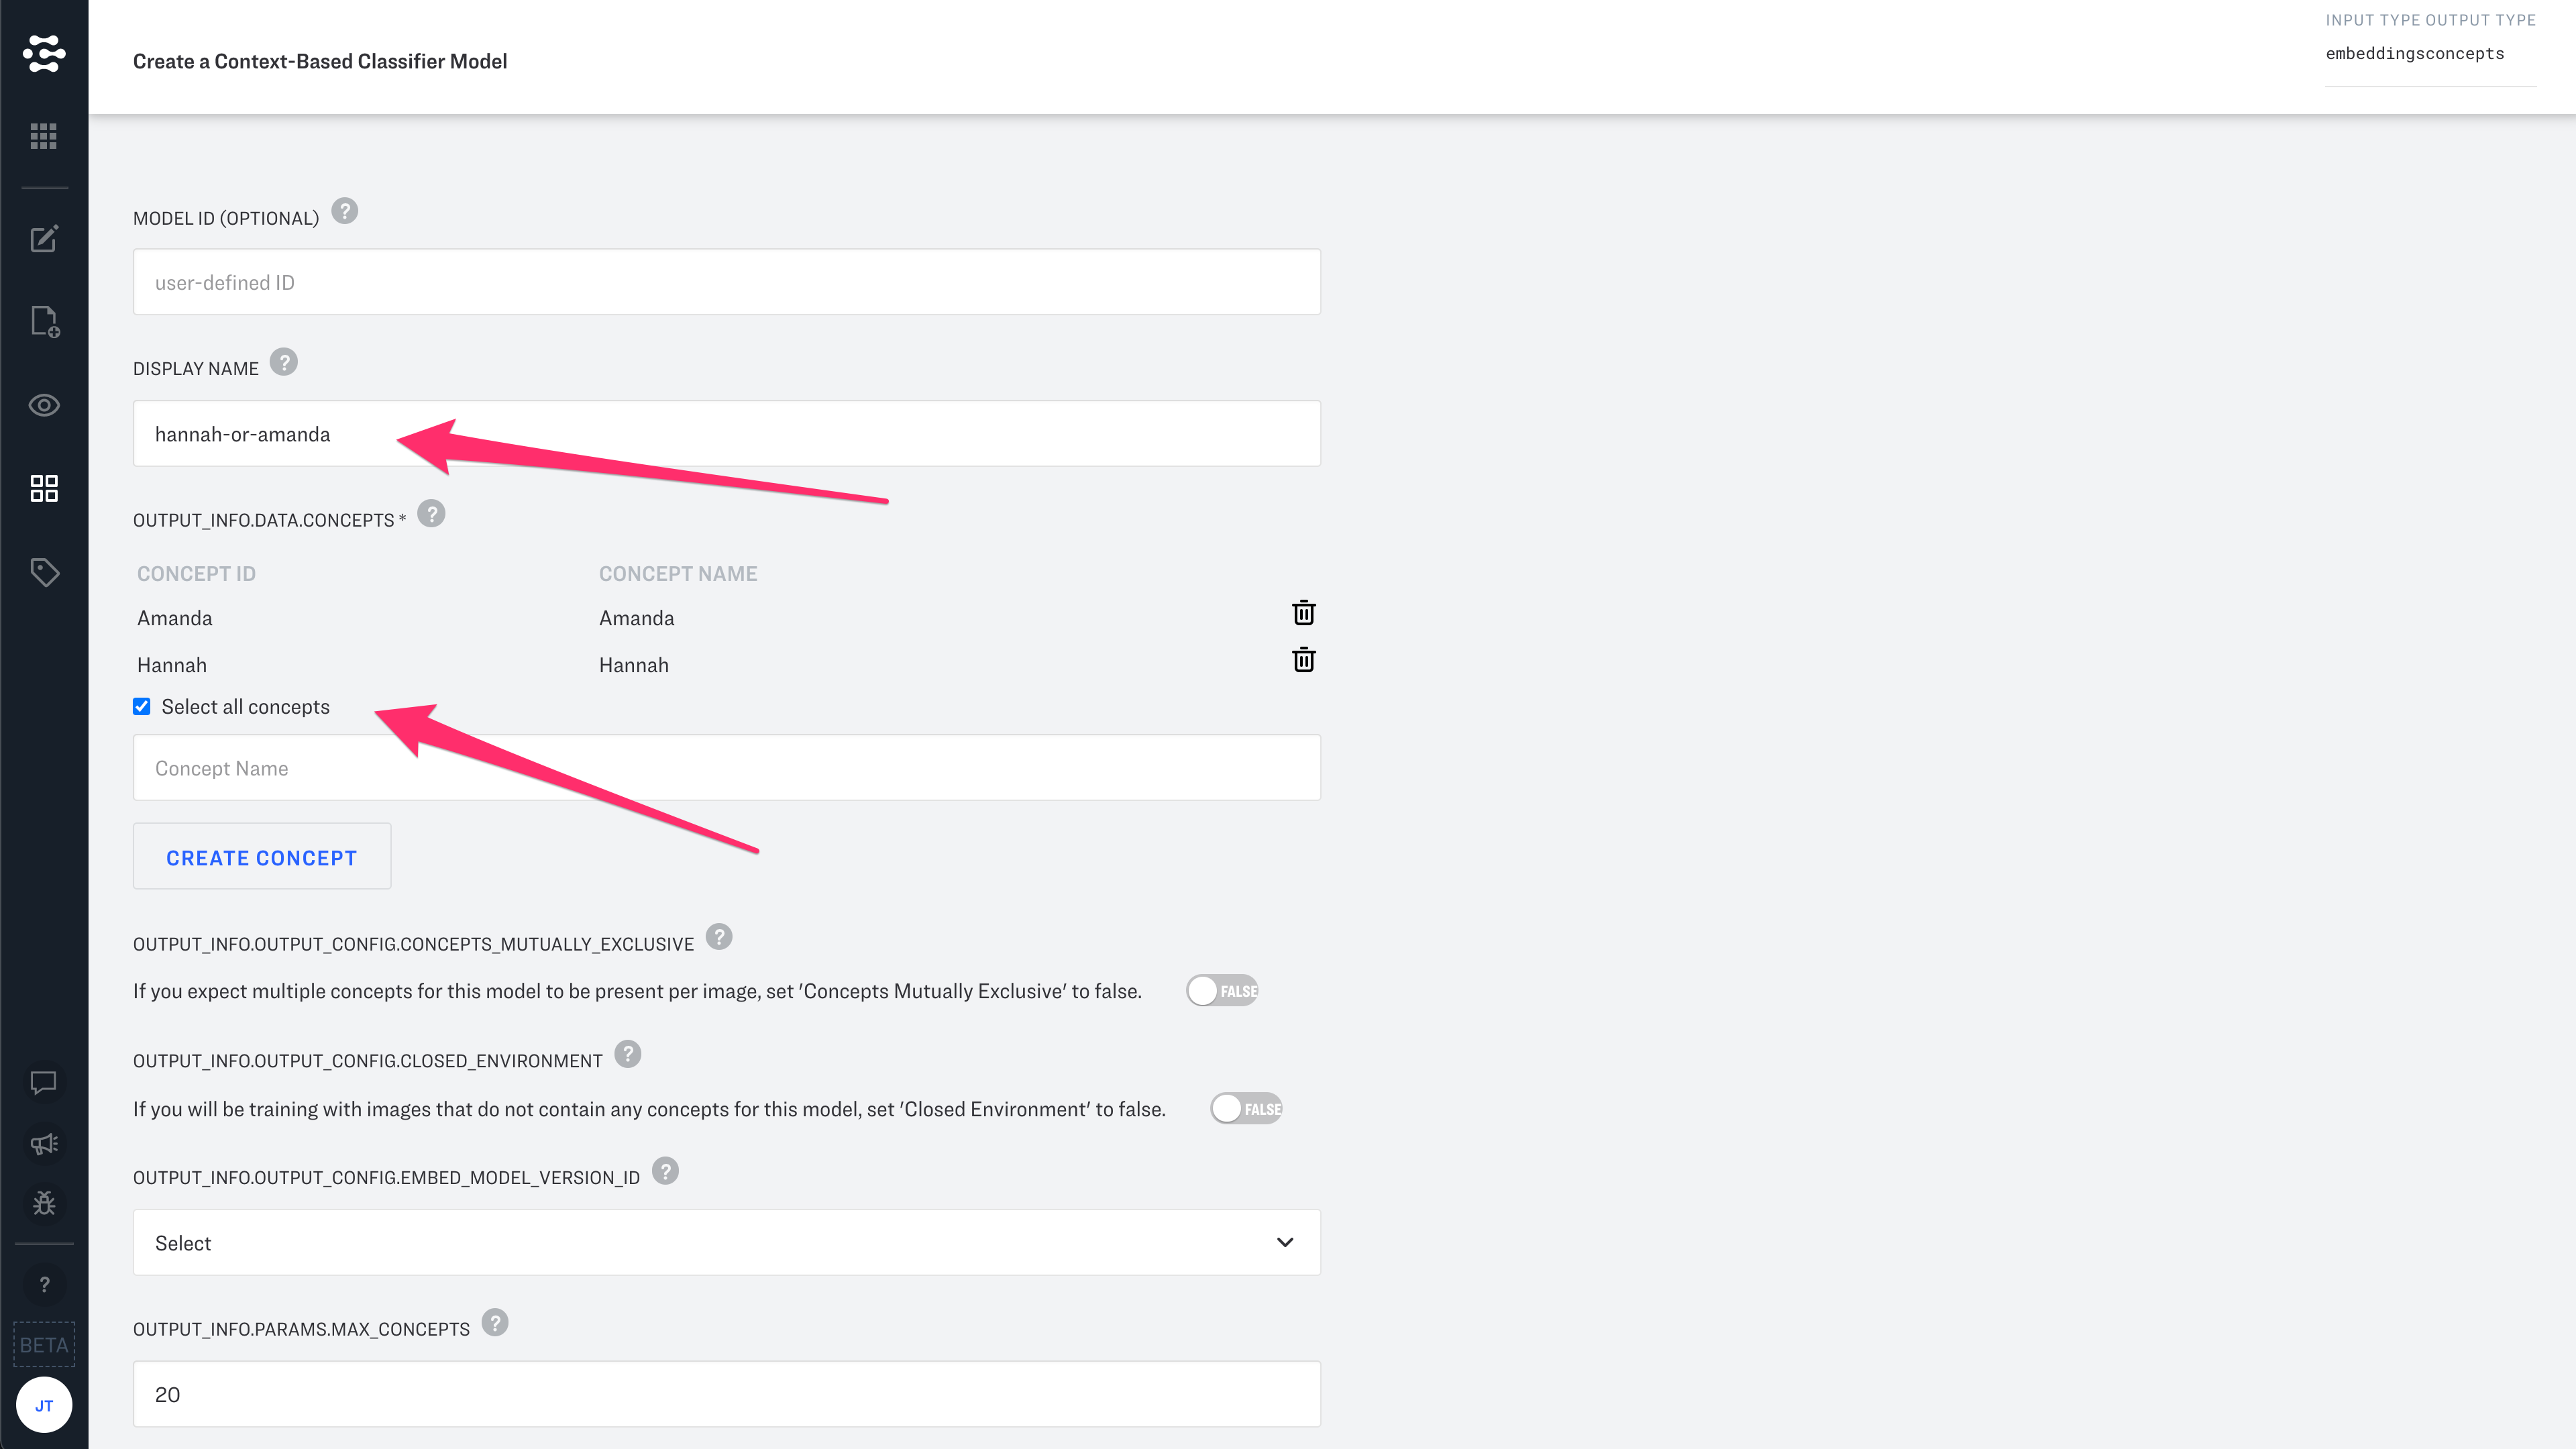 Create a Context-Based Classifier Model
INPUT TYPE OUTPUT TYPE
embeddingsconcepts
MODEL ID (OPTIONAL) ?
user-defined ID
DISPLAY NAME ?
hannah-or-amanda
OUTPUT_INFO.DATA.CONCEPTS * ?
CONCEPT ID CONCEPT NAME
Amanda Amanda
Hannah Hannah
Select all concepts
Concept Name
CREATE CONCEPT
OUTPUT_INFO.OUTPUT_CONFIG.CONCEPTS_MUTUALLY_EXCLUSIVE ?
If you expect multiple concepts for this model to be present per image, set 'Concepts Mutually Exclusive' to false. FALSE
OUTPUT_INFO.OUTPUT_CONFIG.CLOSED_ENVIRONMENT ?
If you will be training with images that do not contain any concepts for this model, set 'Closed Environment' to false. FALSE
OUTPUT_INFO.OUTPUT_CONFIG.EMBED_MODEL_VERSION_ID ?
Select
OUTPUT_INFO.PARAMS.MAX_CONCEPTS ?
20
?
BETA
JT